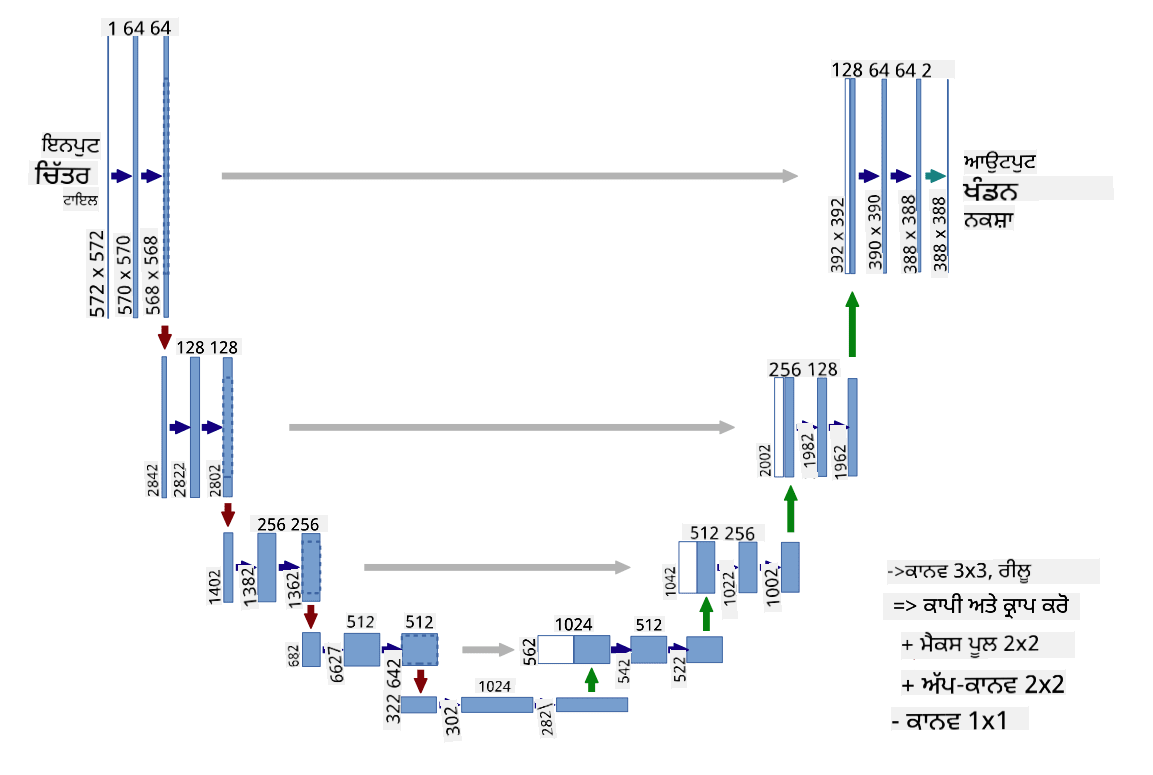 1 64 64
128 64 64 2
ਇਨਪੁਟ
ਚਿੱਤਰ
ਟਾਇਲ
ਆਉਟਪੁਟ
ਖੰਡਨ
ਨਕਸ਼ਾ
572 x 572
570 x 570
568 x 568
392 x 392
390 x 390
388 x 388
388 x 388
128 128
256 128
2842
2822
2802
2002
1982
1962
256 256
512 256
1402
1382
1362
1042
1022
1002
512
512
1024
512
682
6627
642
562
542
522
1024
322
302
282\
->ਕਾਨਵ 3x3, ਰੀਲੂ
=> ਕਾਪੀ ਅਤੇ ਕ੍ਰਾਪ ਕਰੋ
+ ਮੈਕਸ ਪੂਲ 2x2
+ ਅੱਪ-ਕਾਨਵ 2x2
- ਕਾਨਵ 1x1